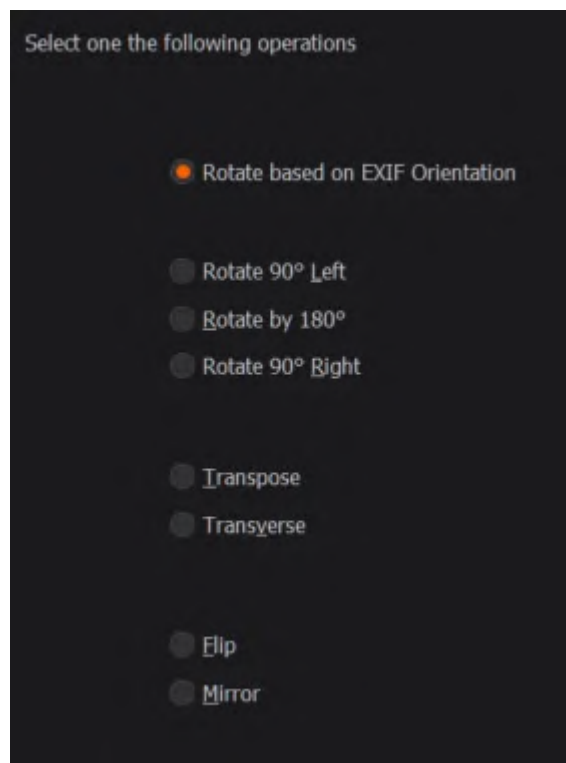 Select one the following operations
Rotate based on EXIF Orientation
Rotate 90° Left
Rotate by 180°
Rotate 90° Right
Transpose
Transverse
Flip
Mirror